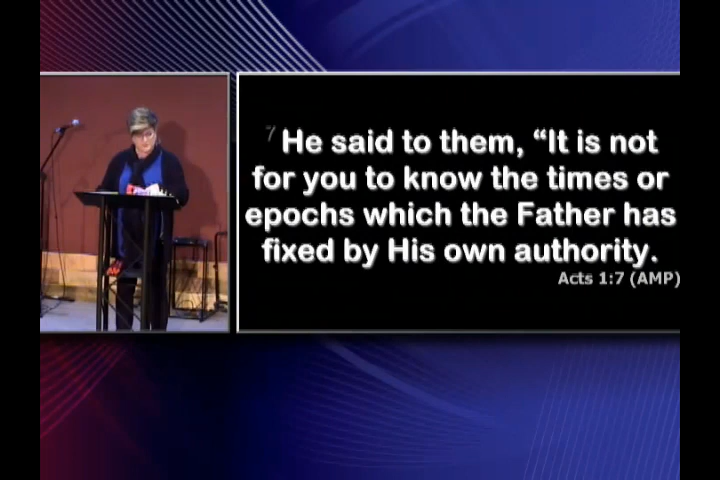 7 He said to them, “It is not
for you to know the times or
epochs which the Father has
fixed by His own authority.
Acts 1:7 (AMP)